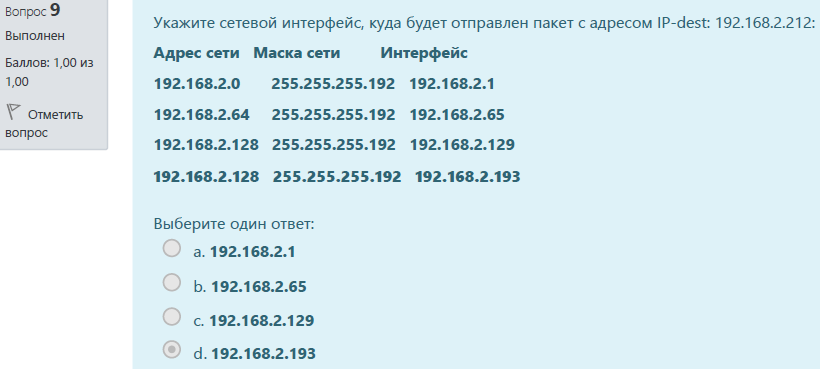 Вопрос 9
Выполнен
Баллов: 1,00 из
1,00
Отметить
вопрос
Укажите сетевой интерфейс, куда будет отправлен пакет с адресом IP-dest: 192.168.2.212:
Адрес сети Маска сети Интерфейс
192.168.2.0 255.255.255.192 192.168.2.1
192.168.2.64 255.255.255.192 192.168.2.65
192.168.2.128 255.255.255.192 192.168.2.129
192.168.2.128 255.255.255.192 192.168.2.193
Выберите один ответ:
a. 192.168.2.1
b. 192.168.2.65
c. 192.168.2.129
d. 192.168.2.193